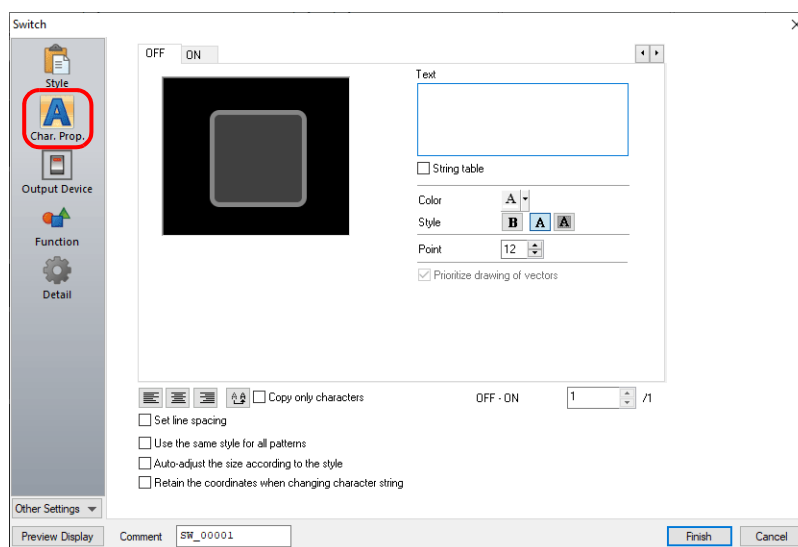 Switch
Style
Char. Prop.
Output Device
Function
Detail
Other Settings
OFF ON
Text
String table
Color A
Style B A A
Point 12
Prioritize drawing of vectors
Copy only characters OFF - ON 1 /1
Set line spacing
Use the same style for all patterns
Auto-adjust the size according to the style
Retain the coordinates when changing character string
Preview Display Comment SW_00001 Finish Cancel